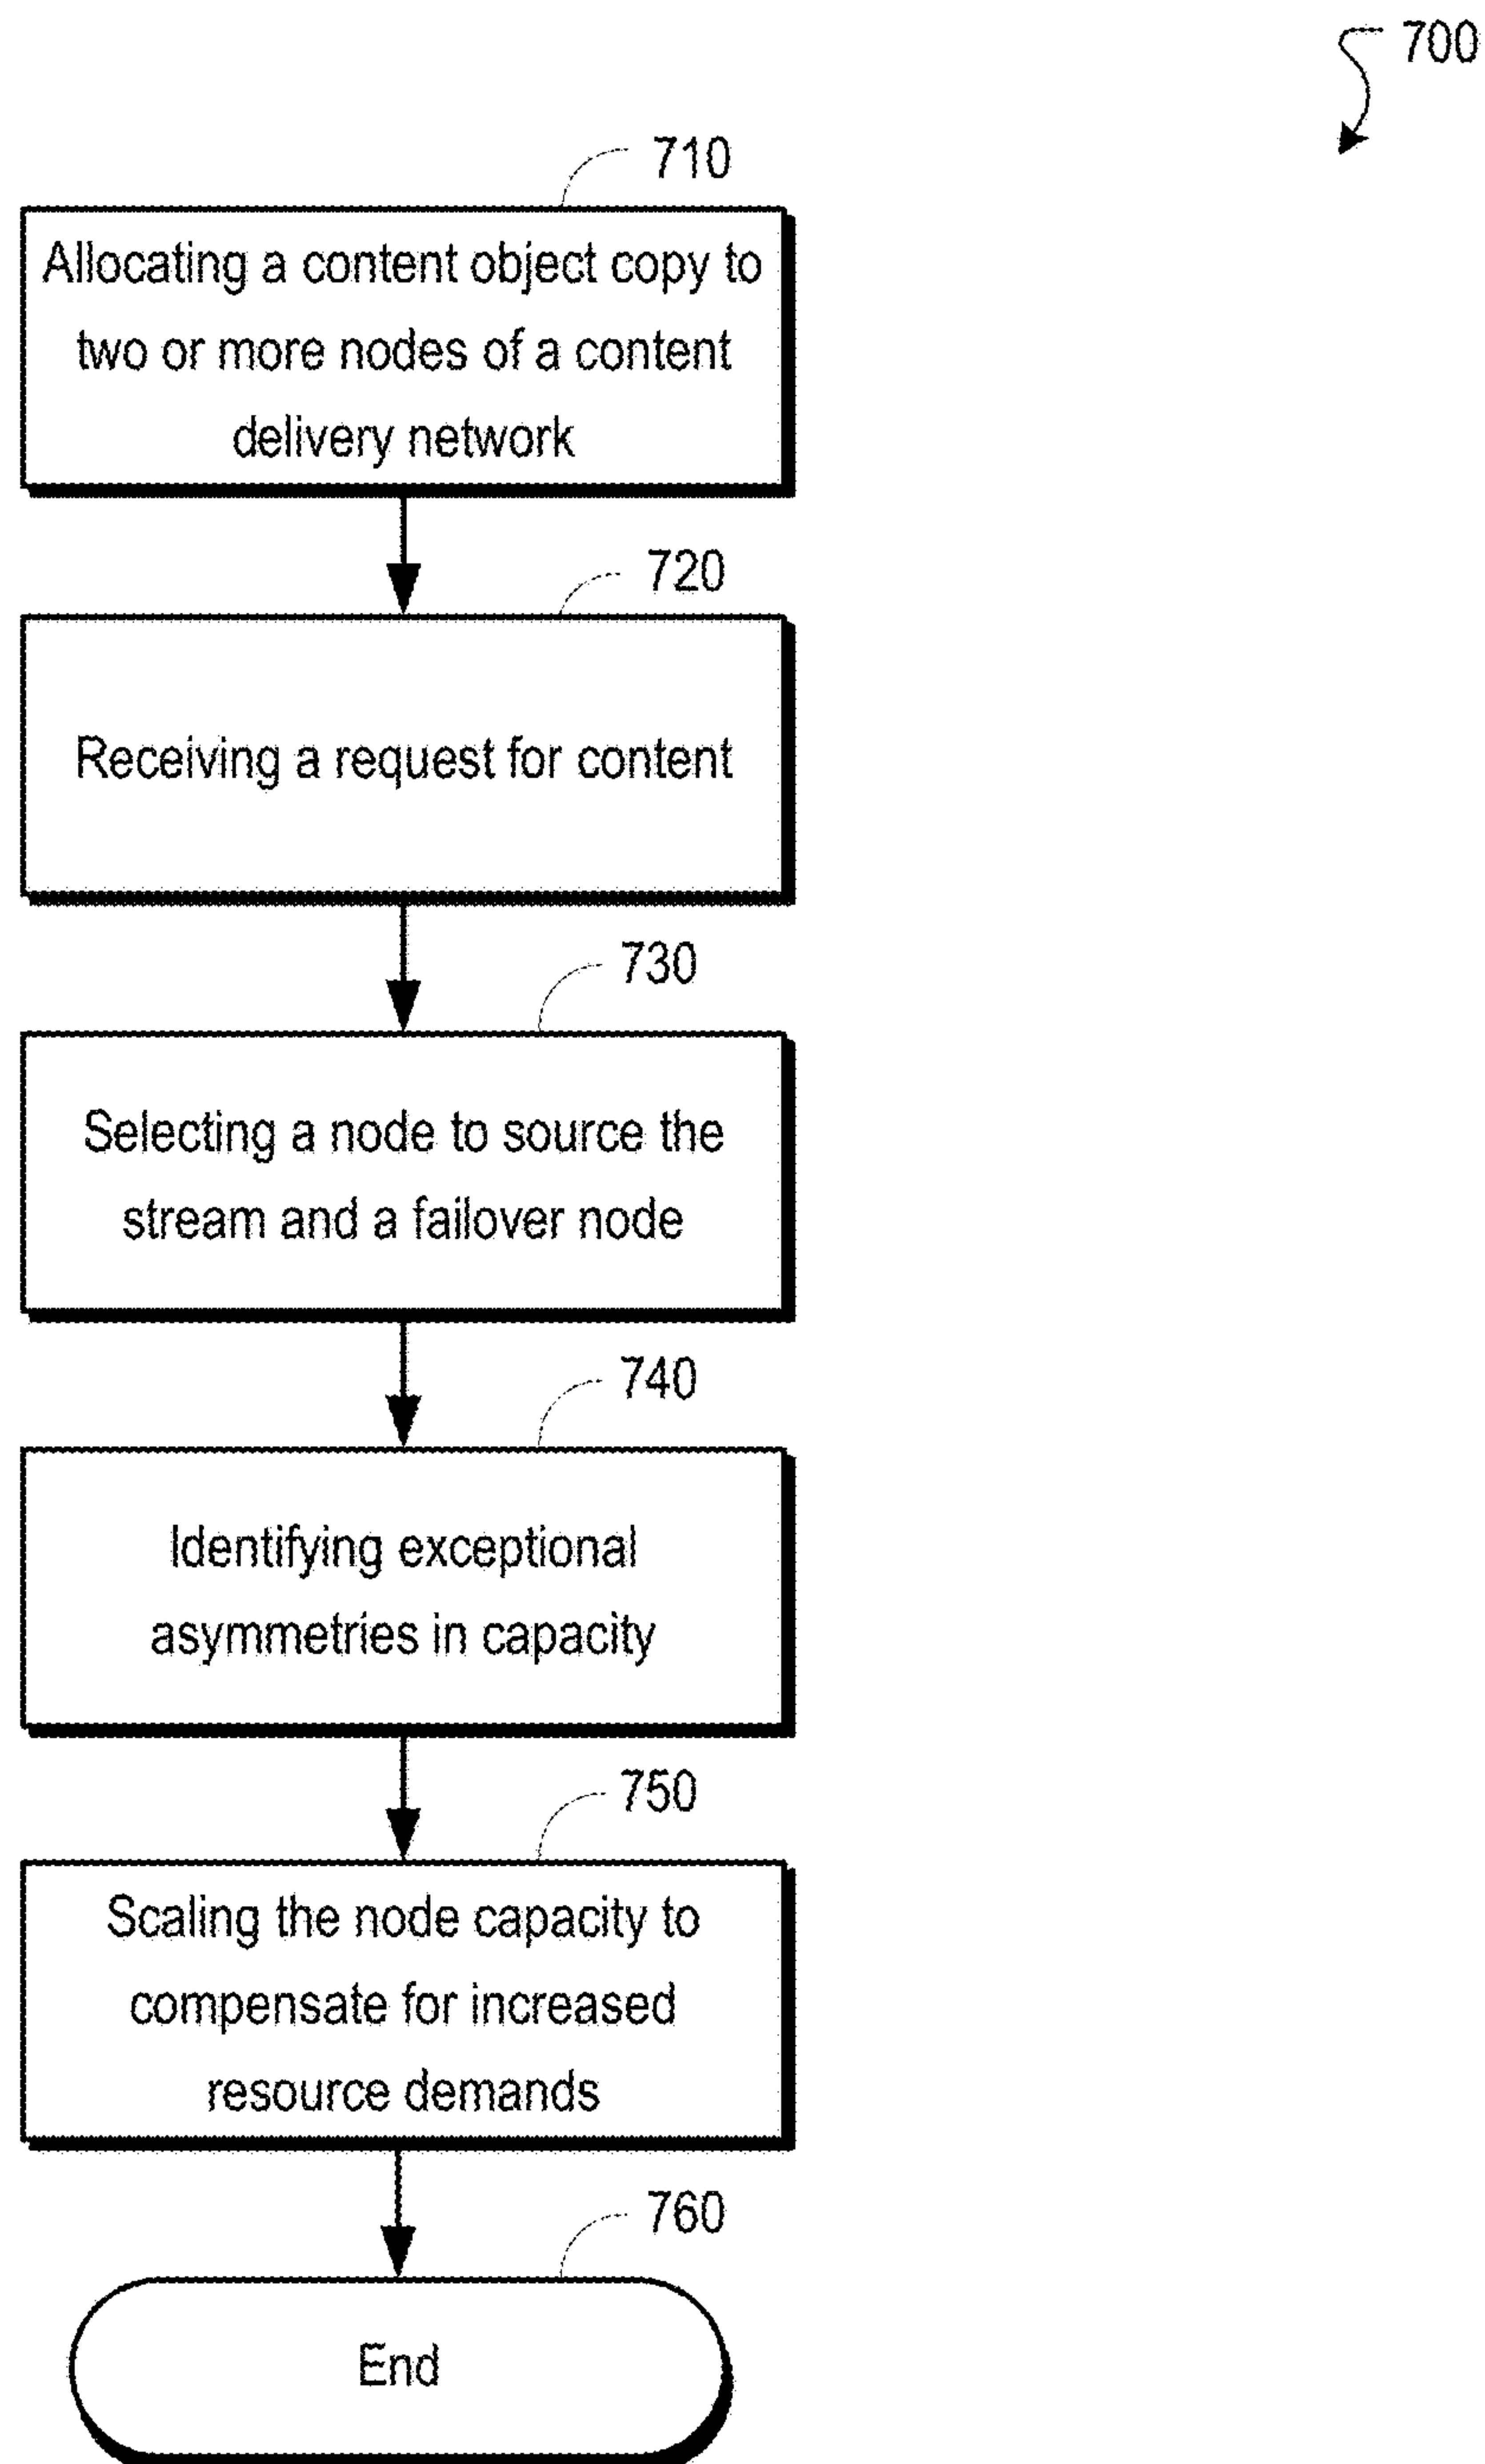 700
710
Allocating a content object copy to
two or more nodes of a content
delivery network
720
Receiving a request for content
730
Selecting a node to source the
stream and a failover node
740
Identifying exceptional
asymmetries in capacity
750
Scaling the node capacity to
compensate for increased
resource demands
760
End